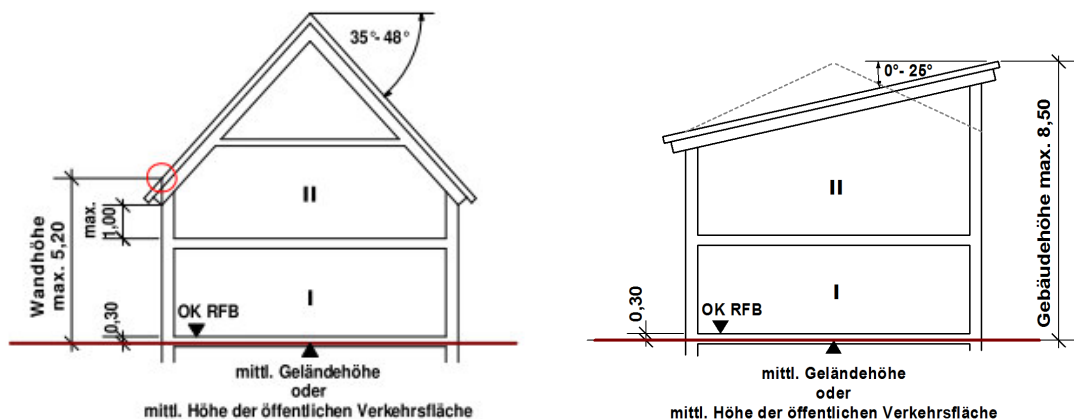 35°- 48°
II
max.
1,00
Wandhöhe
max. 5,20
0,30
OK RFB
I
mittl. Geländehöhe
oder
mittl. Höhe der öffentlichen Verkehrsfläche
0°- 25°
II
Gebäudehöhe max. 8,50
0,30
OK RFB
I
mittl. Geländehöhe
oder
mittl. Höhe der öffentlichen Verkehrsfläche